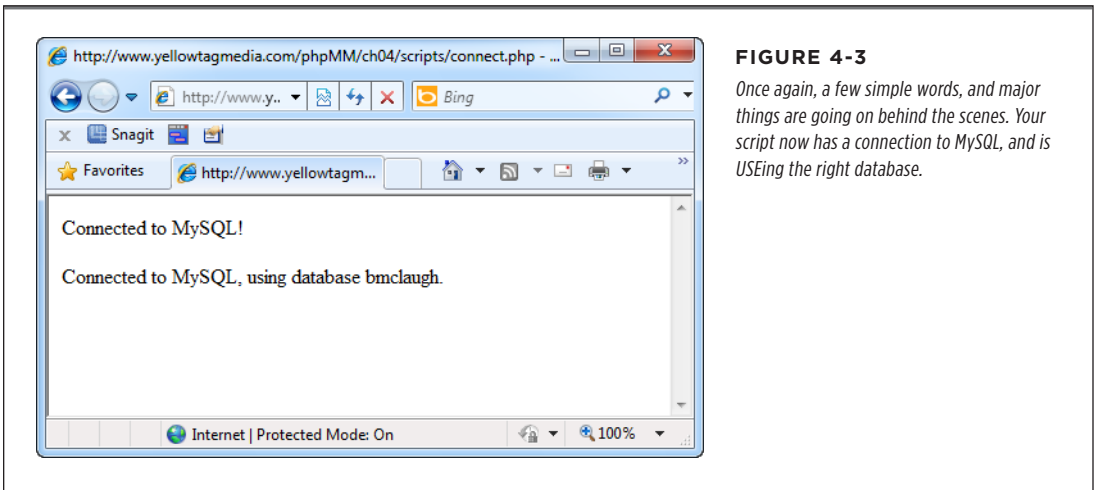 http://www.yellowtagmedia.com/phpMM/ch04/scripts/connect.php - ...
http://www.y..
Bing
x Snagit
Favorites
http://www.yellowtagm...
»
Connected to MySQL!
Connected to MySQL, using database bmclaugh.
Internet | Protected Mode: On
100%
FIGURE 4-3
Once again, a few simple words, and major
things are going on behind the scenes. Your
script now has a connection to MySQL, and is
USEing the right database.